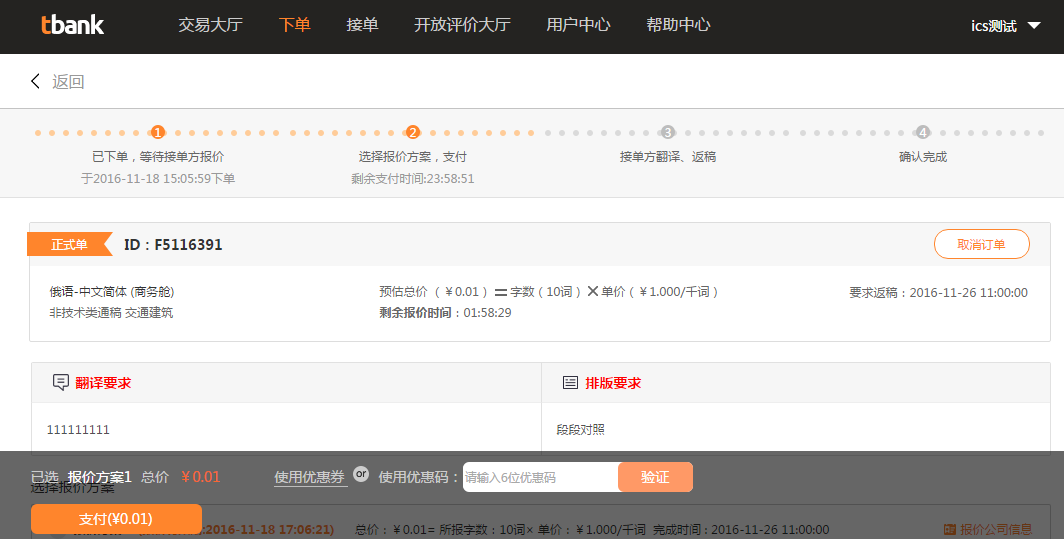 tbank 交易大厅 下单 接单 开放评价大厅 用户中心 帮助中心 ics测试
返回
1 2 3 4
已下单，等待接单方报价 选择报价方案，支付 接单方翻译、返稿 确认完成
于2016-11-18 15:05:59下单 剩余支付时间:23:58:51
正式单 ID：F5116391 取消订单
俄语-中文简体 (商务舱) 预估总价（￥0.01）＝字数（10词）×单价（￥1.000/千词） 要求返稿：2016-11-26 11:00:00
非技术类通稿 交通建筑 剩余报价时间：01:58:29
翻译要求 排版要求
111111111 段段对照
已选 报价方案1 总价 ￥0.01 使用优惠券 or 使用优惠码： 请输入6位优惠码 验证
选择报价方案
支付(¥0.01) :2016-11-18 17:06:21) 总价：￥0.01= 所报字数：10词× 单价：￥1.000/千词 完成时间：2016-11-26 11:00:00 报价公司信息